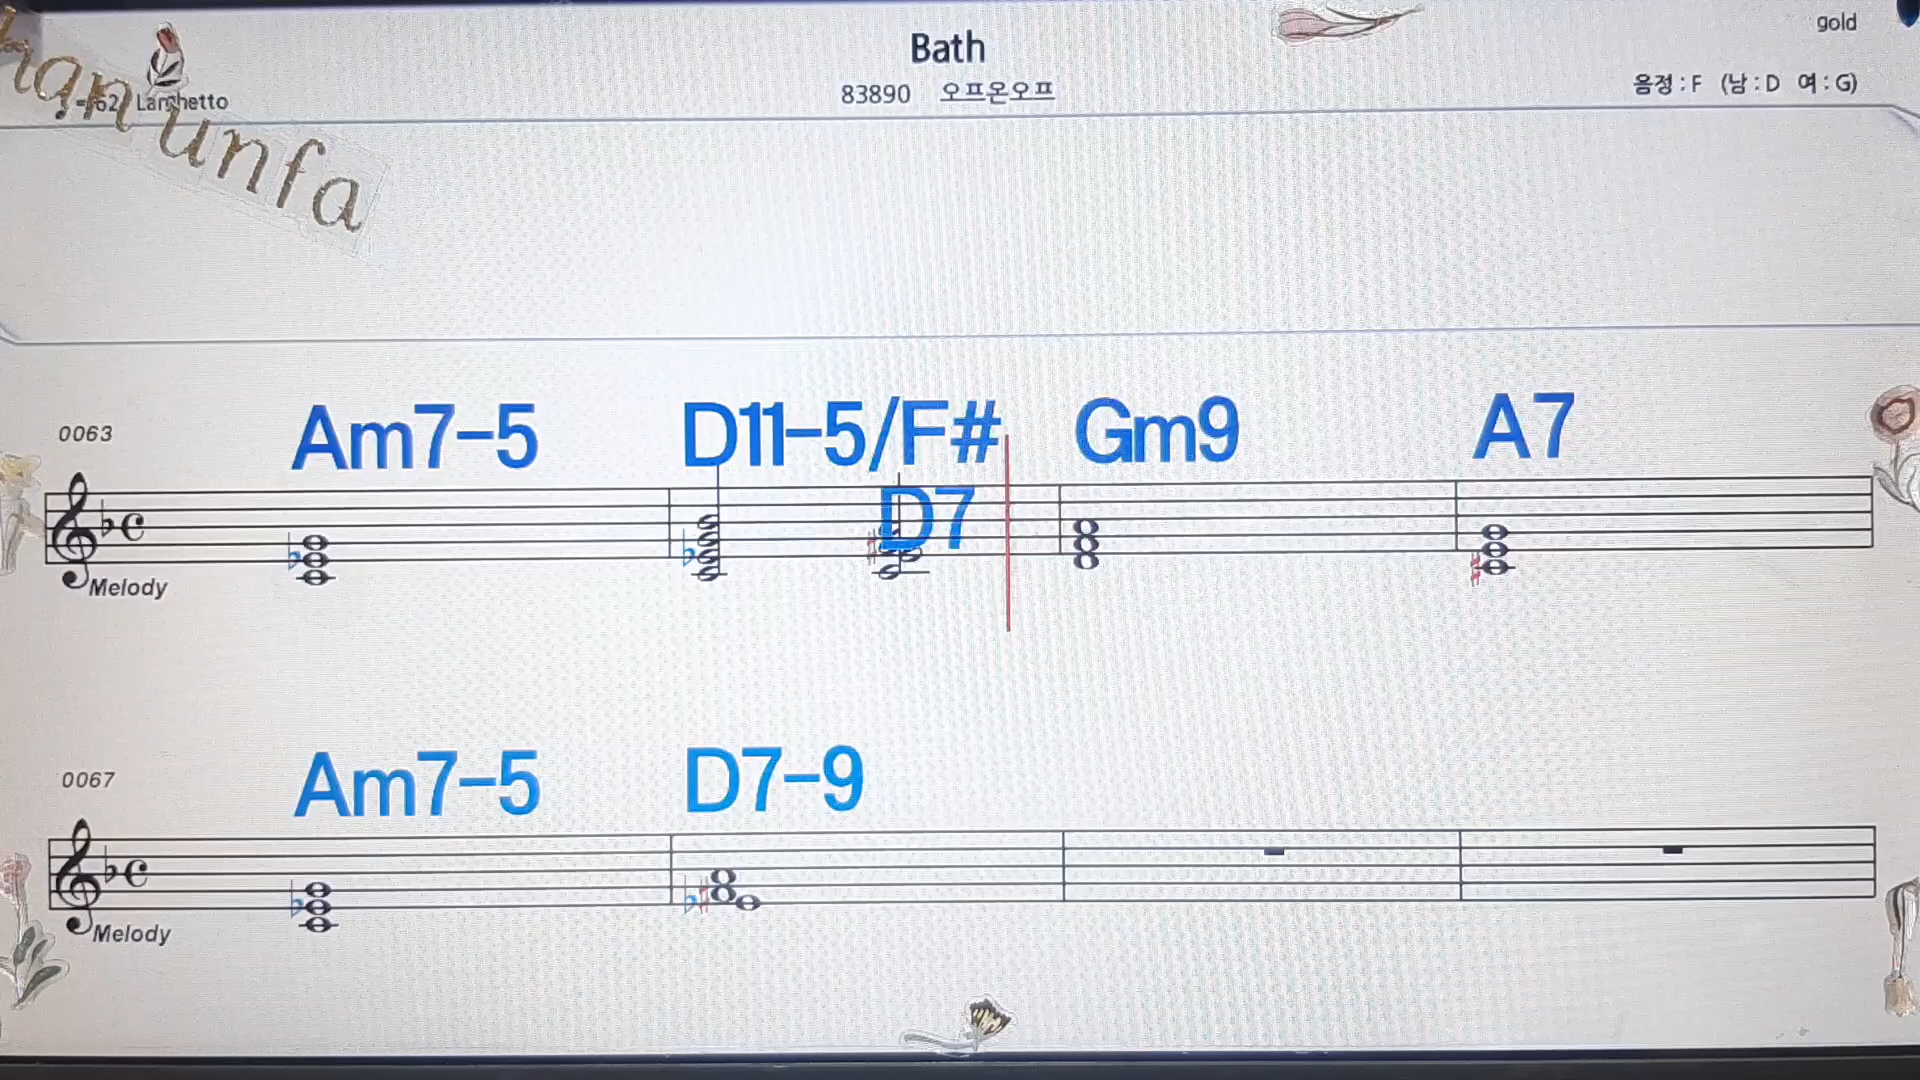 gold
Bath
83890 오프온오프
음정 : F (남 : D 여 : G)
Larghetto
unfa
0063
Am7-5 D11-5/F# Gm9 A7
D7
Melody
0067
Am7-5 D7-9
Melody